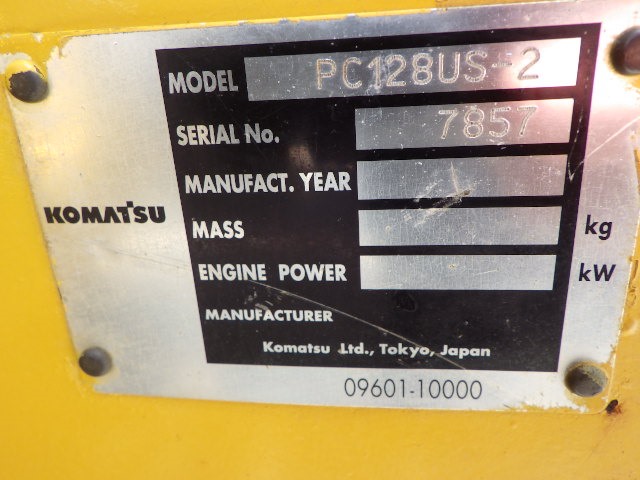 MODEL PC128US-2
SERIAL No. 7857
MANUFACT. YEAR
KOMATSU
MASS kg
ENGINE POWER kW
MANUFACTURER
Komatsu Ltd., Tokyo, Japan
09601-10000